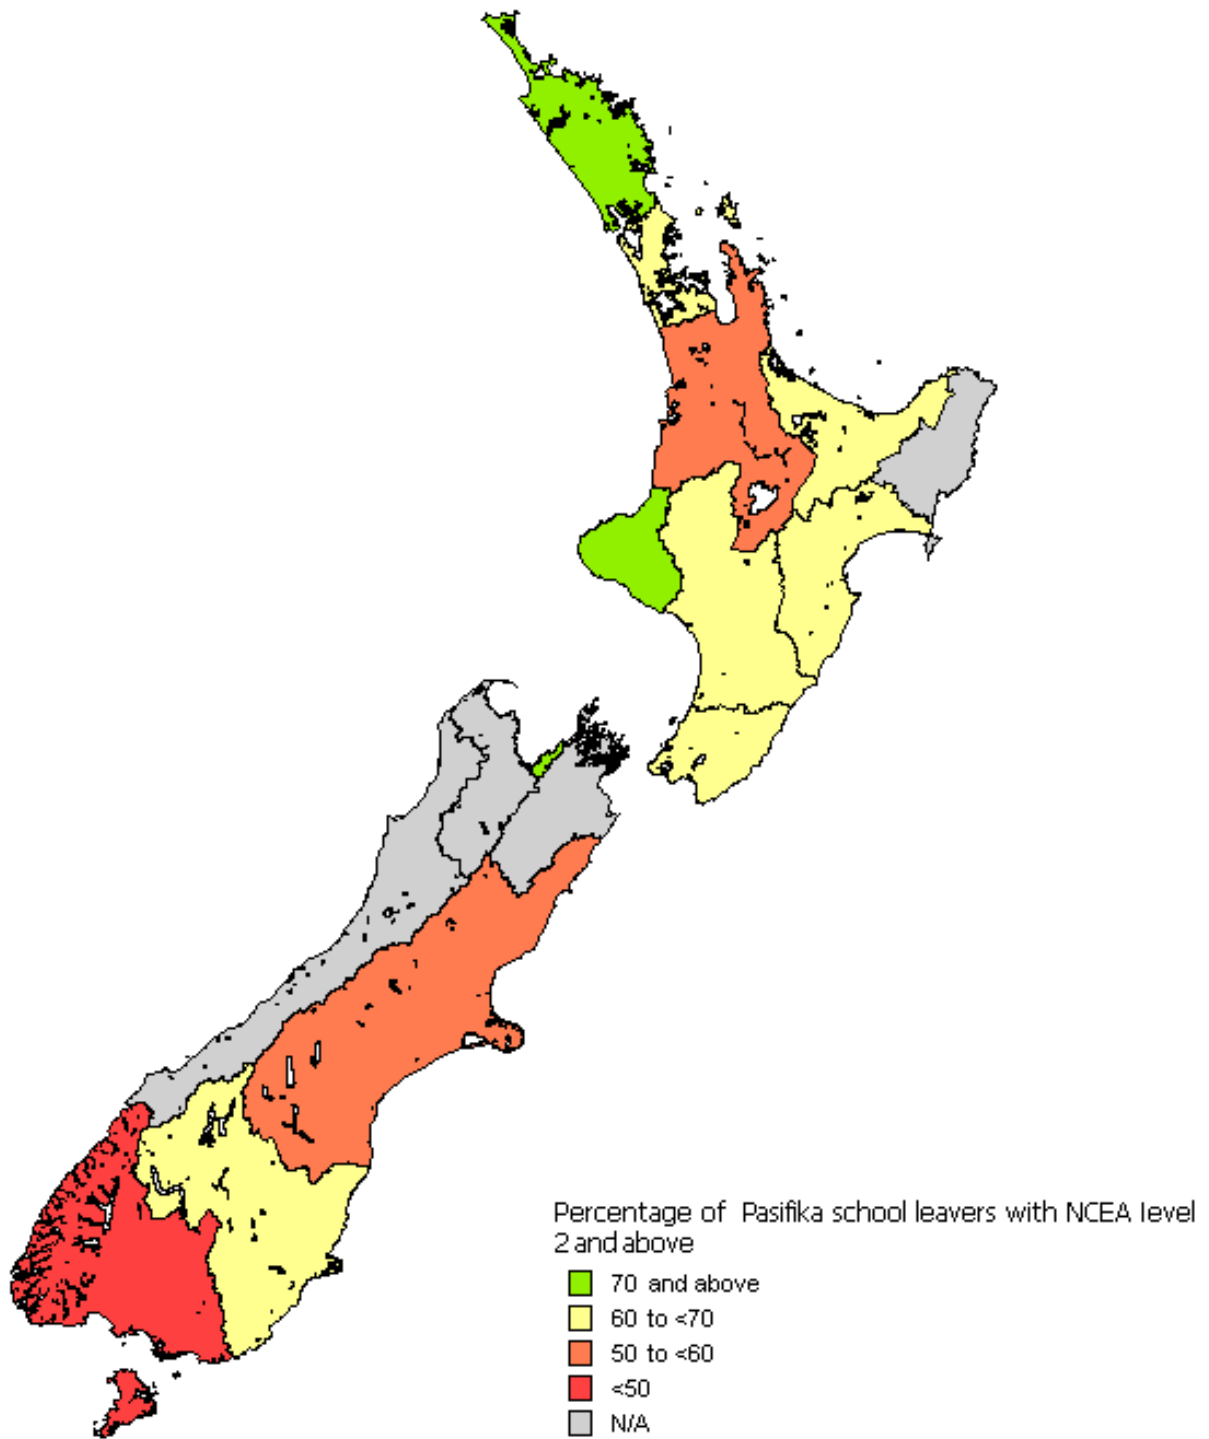 Percentage of Pasifika school leavers with NCEA level
2 and above
70 and above
60 to <70
50 to <60
<50
N/A